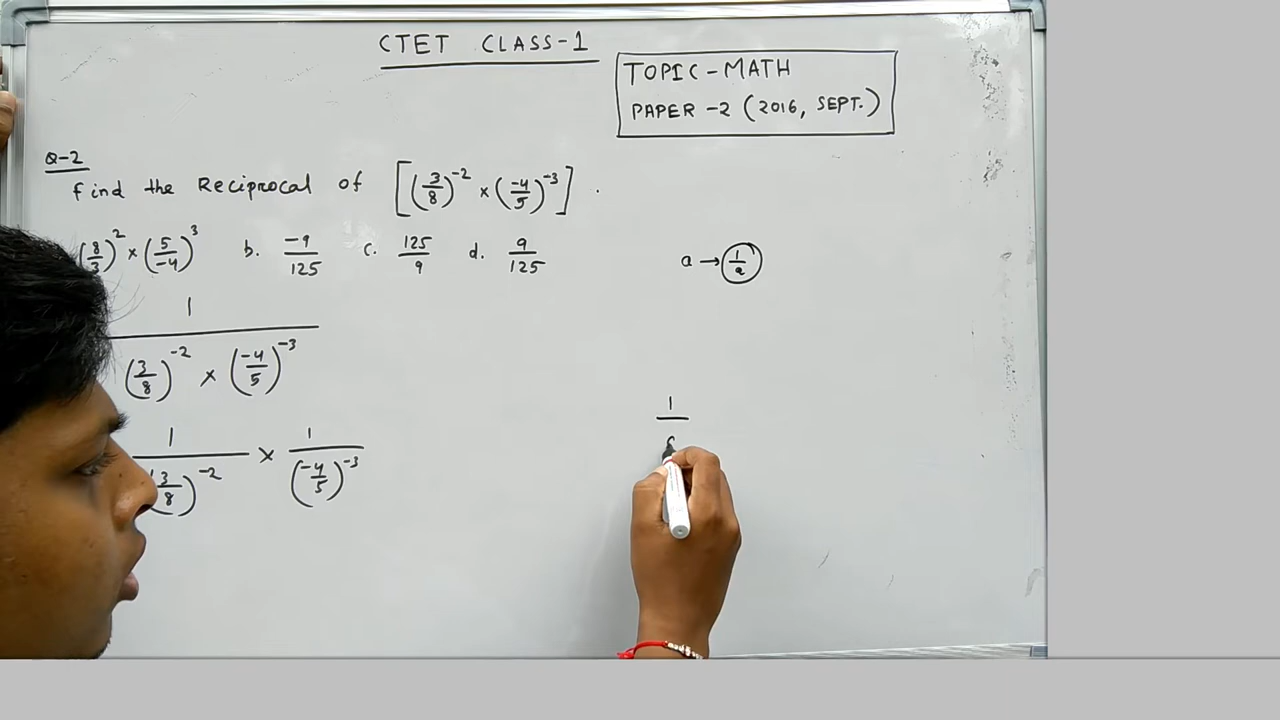 CTET CLASS-1
TOPIC-MATH
PAPER -2 (2016, SEPT.)
Q-2
Find the Reciprocal of [(3/8)^-2 × (-4/5)^-3] .
(8/3)^2 × (5/-4)^3 b. -9/125 c. 125/9 d. 9/125
a → 1/a
1/((3/8)^-2 × (-4/5)^-3)
1/(3/8)^-2 × 1/(-4/5)^-3
1